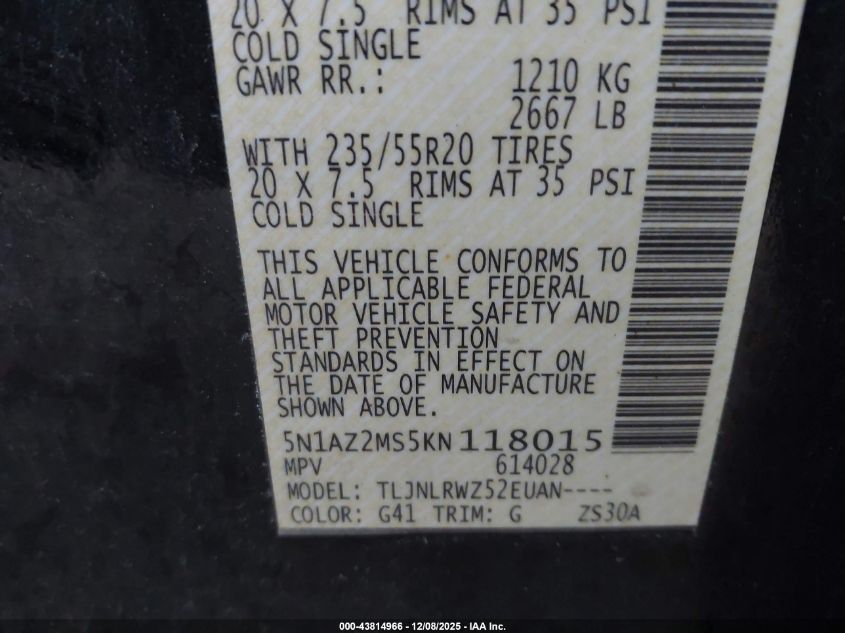 20 X 7.5 RIMS AT 35 PSI
COLD SINGLE
GAWR RR.: 1210 KG
2667 LB
WITH 235/55R20 TIRES
20 X 7.5 RIMS AT 35 PSI
COLD SINGLE
THIS VEHICLE CONFORMS TO
ALL APPLICABLE FEDERAL
MOTOR VEHICLE SAFETY AND
THEFT PREVENTION
STANDARDS IN EFFECT ON
THE DATE OF MANUFACTURE
SHOWN ABOVE.
5N1AZ2MS5KN118015
MPV 614028
MODEL: TLJNLRWZ52EUAN----
COLOR: G41 TRIM: G ZS30A
000-43814966 - 12/08/2025 - IAA Inc.